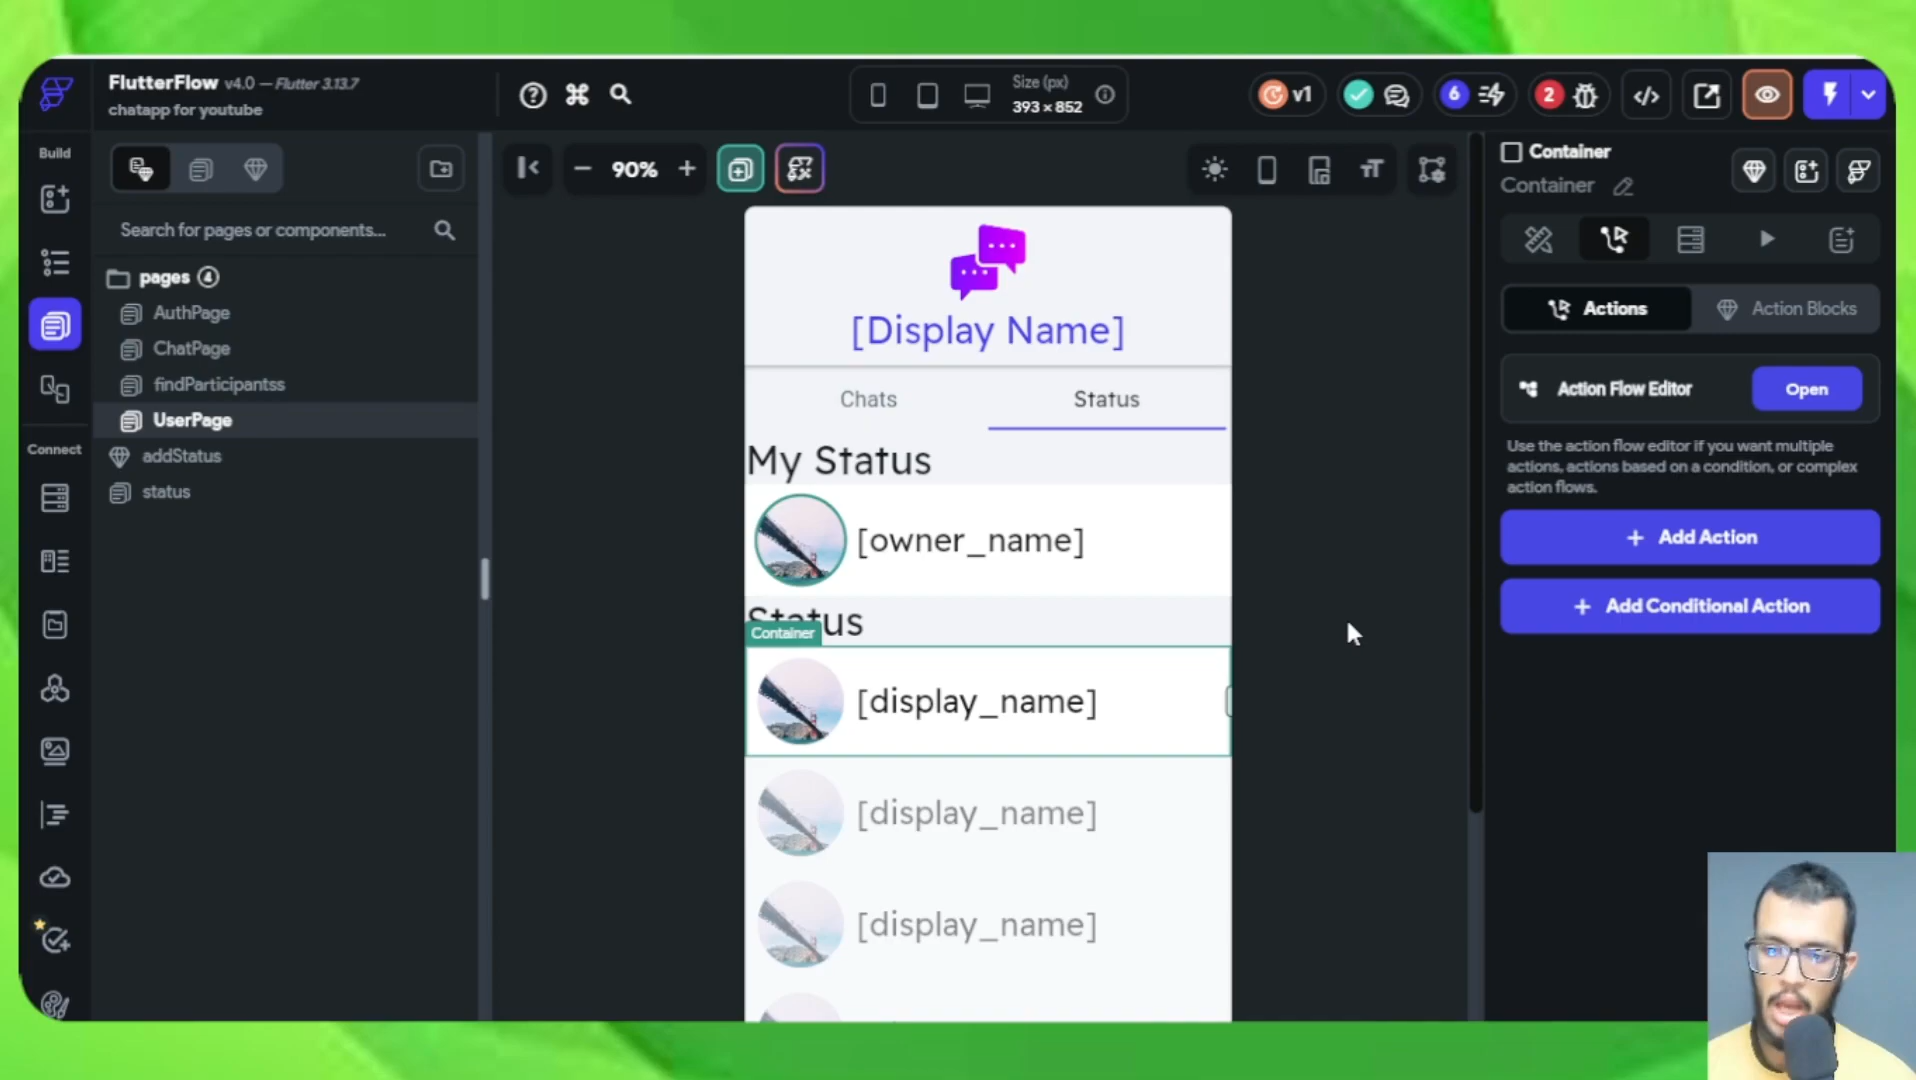 FlutterFlow v4.0 — Flutter 3.13.7
chatapp for youtube
Size (px)
393 × 852
v1
6
2
Build
90%
Container
Container
Search for pages or components...
pages 4
AuthPage
ChatPage
findParticipantss
UserPage
addStatus
status
Connect
[Display Name]
Chats
Status
My Status
[owner_name]
Status
Container
[display_name]
[display_name]
[display_name]
Actions
Action Blocks
Action Flow Editor
Open
Use the action flow editor if you want multiple
actions, actions based on a condition, or complex
action flows.
+ Add Action
+ Add Conditional Action